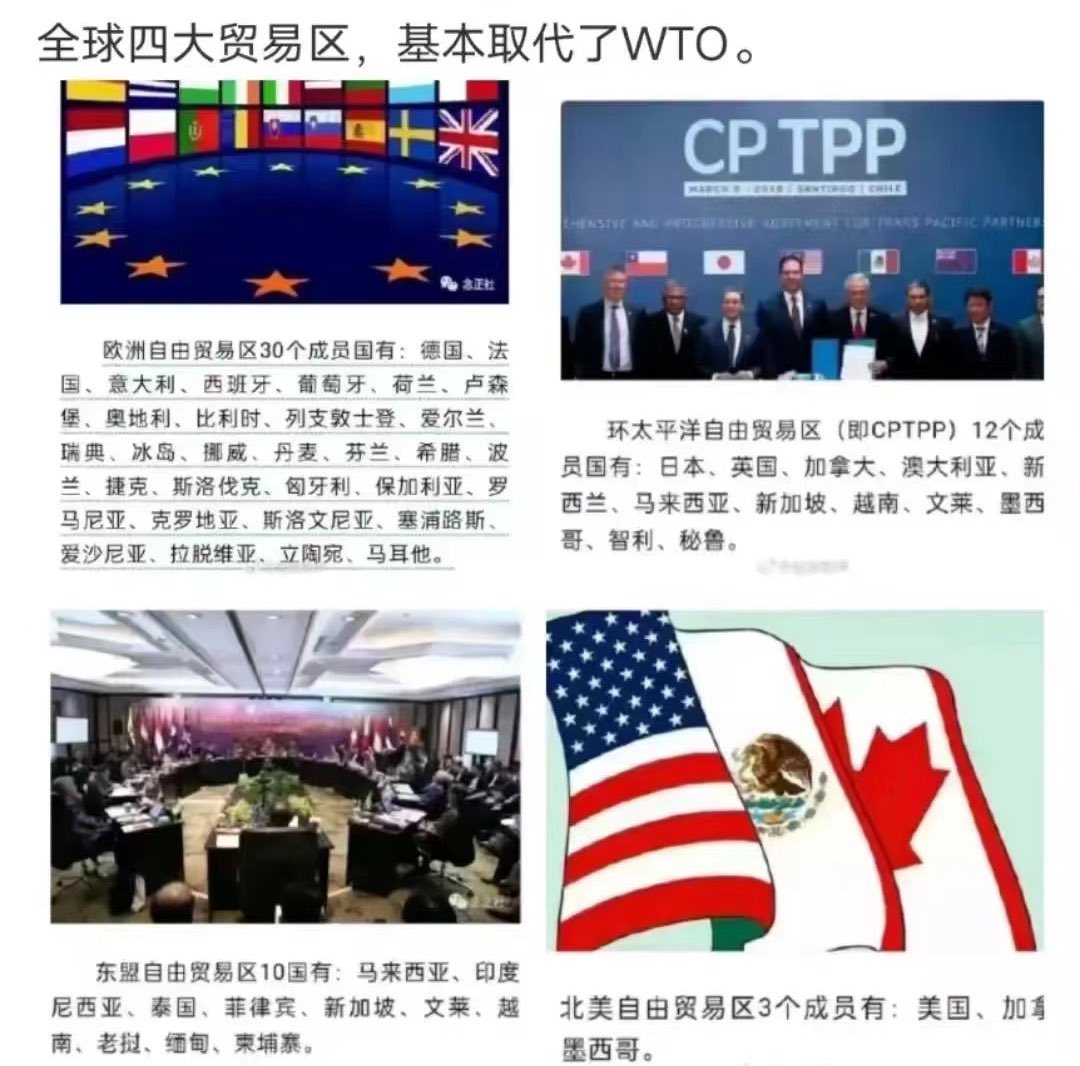 全球四大贸易区，基本取代了WTO。
念正社
欧洲自由贸易区30个成员国有：德国、法
国、意大利、西班牙、葡萄牙、荷兰、卢森
堡、奥地利、比利时、列支敦士登、爱尔兰、
瑞典、冰岛、挪威、丹麦、芬兰、希腊、波
兰、捷克、斯洛伐克、匈牙利、保加利亚、罗
马尼亚、克罗地亚、斯洛文尼亚、塞浦路斯、
爱沙尼亚、拉脱维亚、立陶宛、马耳他。
CPTPP
MARCH 8 - 2018 | SANTIAGO | CHILE
HENSIVE AND PROGRESSIVE AGREEMENT FOR TRANS-PACIFIC PARTNERS
环太平洋自由贸易区（即CPTPP）12个成
员国有：日本、英国、加拿大、澳大利亚、新
西兰、马来西亚、新加坡、越南、文莱、墨西
哥、智利、秘鲁。
念正社
东盟自由贸易区10国有：马来西亚、印度
尼西亚、泰国、菲律宾、新加坡、文莱、越
南、老挝、缅甸、柬埔寨。
北美自由贸易区3个成员有：美国、加拿
墨西哥。